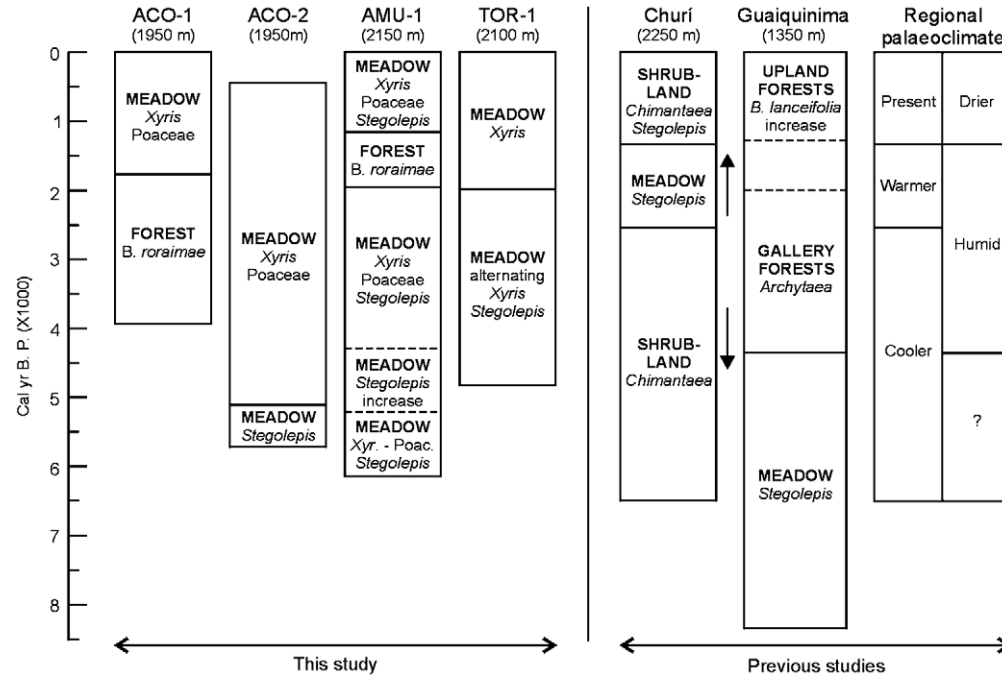 ACO-1
(1950 m)
ACO-2
(1950m)
AMU-1
(2150 m)
TOR-1
(2100 m)
Churí
(2250 m)
Guaiquinima
(1350 m)
Regional
palaeoclimate
Cal yr B. P. (X1000)
0
1
2
3
4
5
6
7
8
MEADOW
Xyris
Poaceae
FOREST
B. roraimae
MEADOW
Xyris
Poaceae
MEADOW
Stegolepis
MEADOW
Xyris
Poaceae
Stegolepis
FOREST
B. roraimae
MEADOW
Xyris
Poaceae
Stegolepis
MEADOW
Stegolepis
increase
MEADOW
Xyr. - Poac.
Stegolepis
MEADOW
Xyris
MEADOW
alternating
Xyris
Stegolepis
SHRUB-
LAND
Chimantaea
Stegolepis
MEADOW
Stegolepis
SHRUB-
LAND
Chimantaea
UPLAND
FORESTS
B. lanceifolia
increase
GALLERY
FORESTS
Archytaea
MEADOW
Stegolepis
Present
Warmer
Cooler
Drier
Humid
?
This study
Previous studies